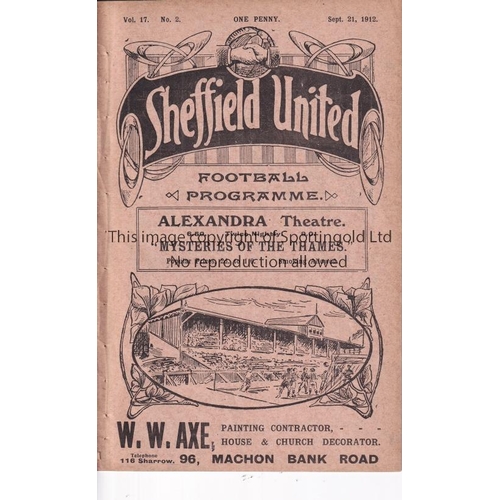 Vol. 17. No. 2. ONE PENNY. Sept. 21, 1912.
Sheffield United
FOOTBALL
PROGRAMME.
ALEXANDRA Theatre.
This image copyright of Sportingold Ltd
MYSTERIES OF THE THAMES.
reproduction allowed
W. W. AXE, PAINTING CONTRACTOR, - - -
HOUSE & CHURCH DECORATOR.
Telephone
116 Sharrow. 96, MACHON BANK ROAD